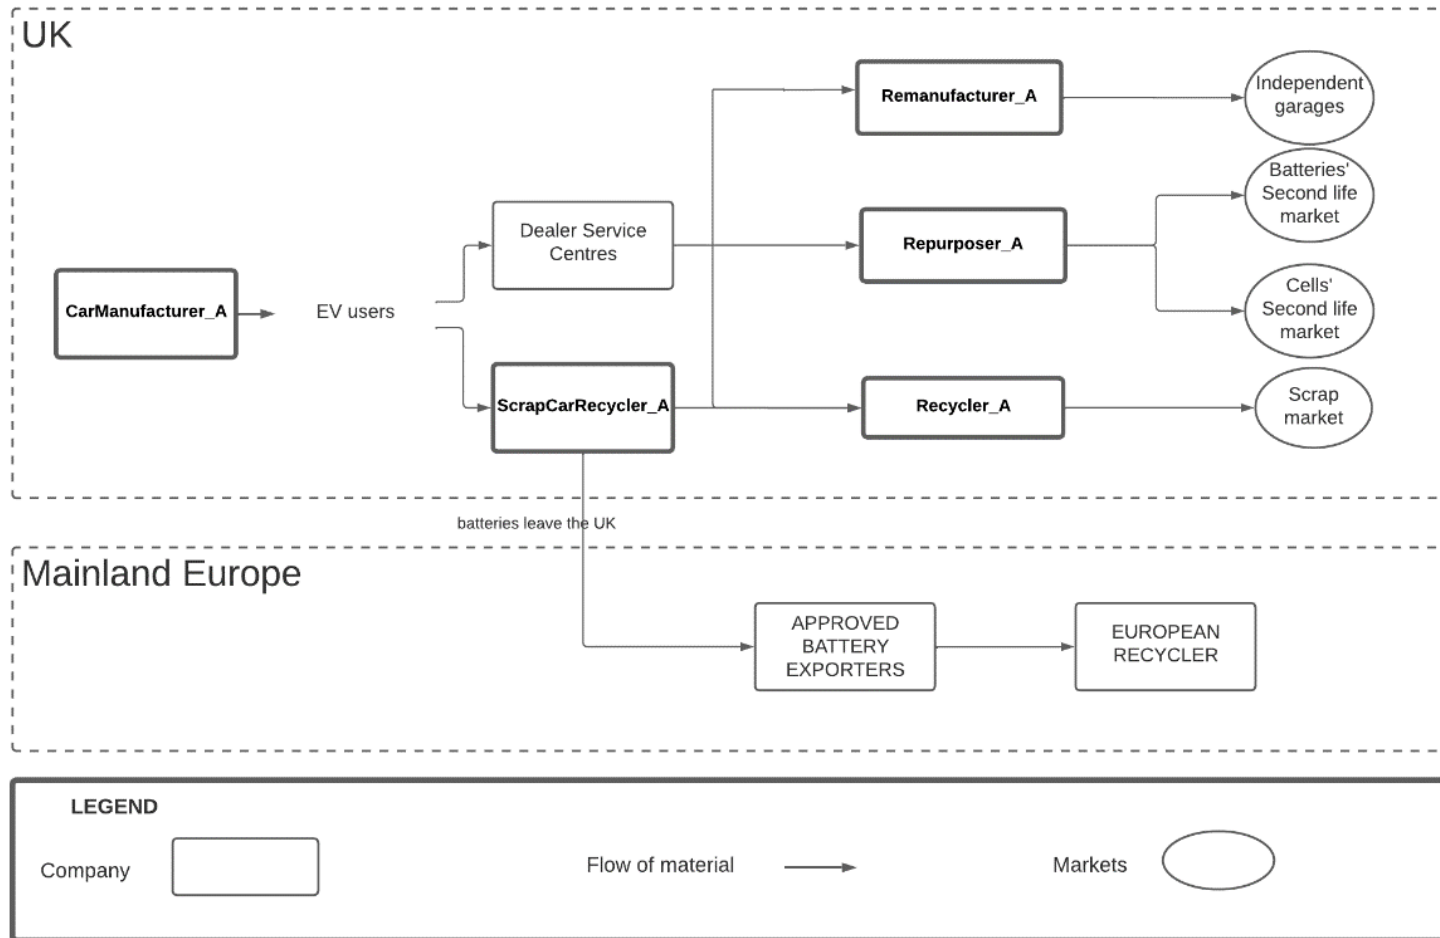 UK
Remanufacturer_A
Independent
garages
Batteries'
Second life
market
Dealer Service
Centres
Repurposer_A
CarManufacturer_A
EV users
Cells'
Second life
market
ScrapCarRecycler_A
Recycler_A
Scrap
market
batteries leave the UK
Mainland Europe
APPROVED
BATTERY
EXPORTERS
EUROPEAN
RECYCLER
LEGEND
Company
Flow of material
Markets